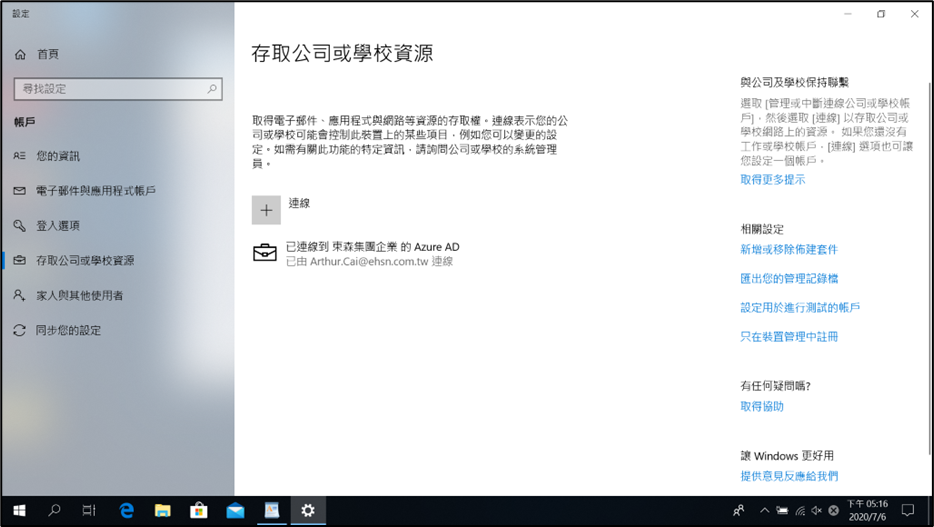 設定
首頁
尋找設定
帳戶
您的資訊
電子郵件與應用程式帳戶
登入選項
存取公司或學校資源
家人與其他使用者
同步您的設定
存取公司或學校資源
取得電子郵件、應用程式與網路等資源的存取權。連線表示您的公
司或學校可能會控制此裝置上的某些項目，例如您可以變更的設
定。如需有關此功能的特定資訊，請詢問公司或學校的系統管理
員。
連線
已連線到 東森集團企業 的 Azure AD
已由 Arthur.Cai@ehsn.com.tw 連線
與公司及學校保持聯繫
選取 [管理或中斷連線公司或學校帳
戶]，然後選取 [連線] 以存取公司或
學校網路上的資源。 如果您還沒有
工作或學校帳戶，[連線] 選項也可讓
您設定一個帳戶。
取得更多提示
相關設定
新增或移除佈建套件
匯出您的管理記錄檔
設定用於進行測試的帳戶
只在裝置管理中註冊
有任何疑問嗎?
取得協助
讓 Windows 更好用
提供意見反應給我們
下午 05:16
2020/7/6